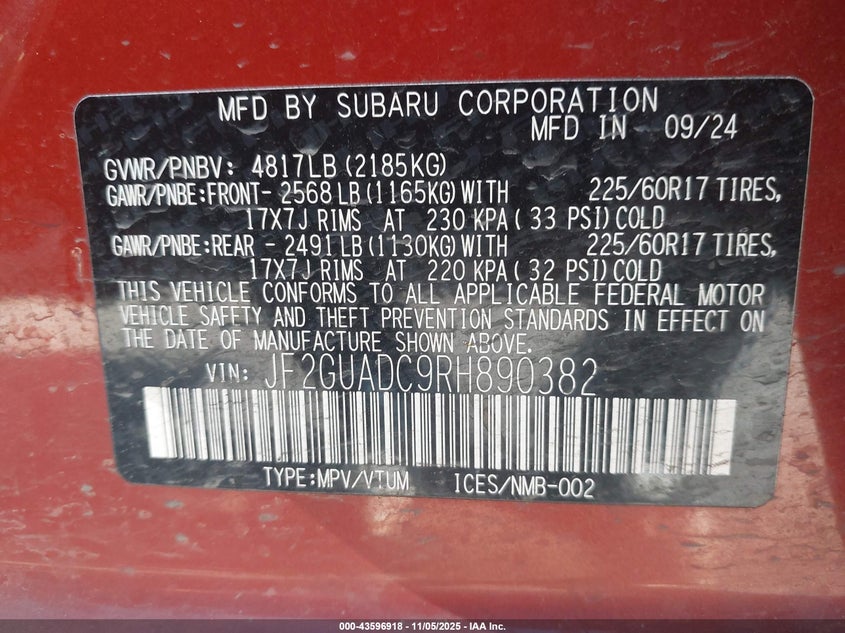 MFD BY SUBARU CORPORATION
MFD IN 09/24
GVWR/PNBV: 4817LB (2185KG)
GAWR/PNBE:FRONT- 2568 LB (1165KG) WITH 225/60R17 TIRES,
17X7J RIMS AT 230 KPA ( 33 PSI) COLD
GAWR/PNBE:REAR - 2491 LB (1130KG) WITH 225/60R17 TIRES,
17X7J RIMS AT 220 KPA ( 32 PSI) COLD
THIS VEHICLE CONFORMS TO ALL APPLICABLE FEDERAL MOTOR
VEHICLE SAFETY AND THEFT PREVENTION STANDARDS IN EFFECT ON
THE DATE OF MANUFACTURE SHOWN ABOVE.
VIN: JF2GUADC9RH890382
TYPE:MPV/VTUM ICES/NMB-002
000-43596918 - 11/05/2025 - IAA Inc.